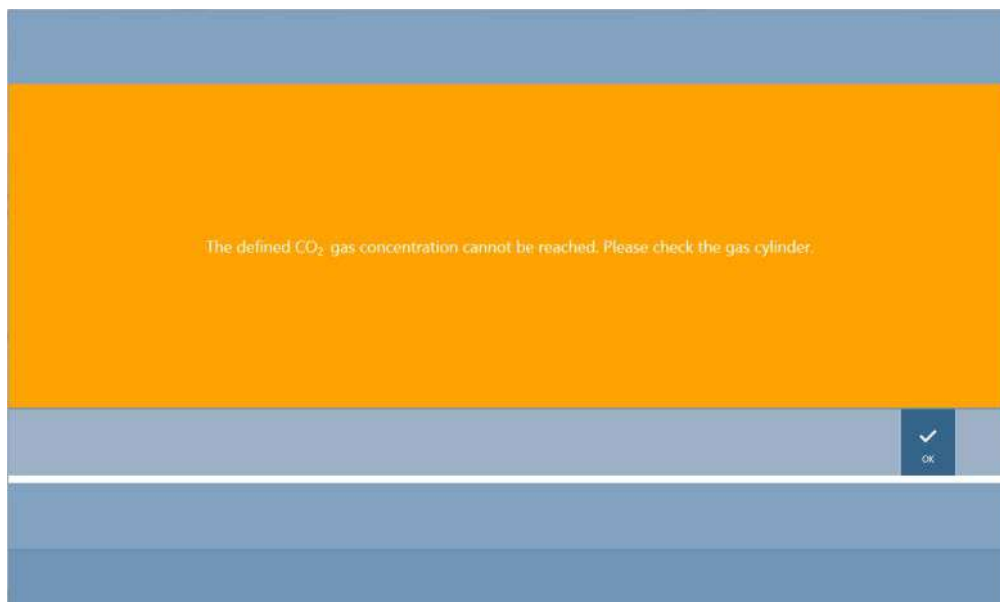 The defined CO₂ gas concentration cannot be reached. Please check the gas cylinder.
OK